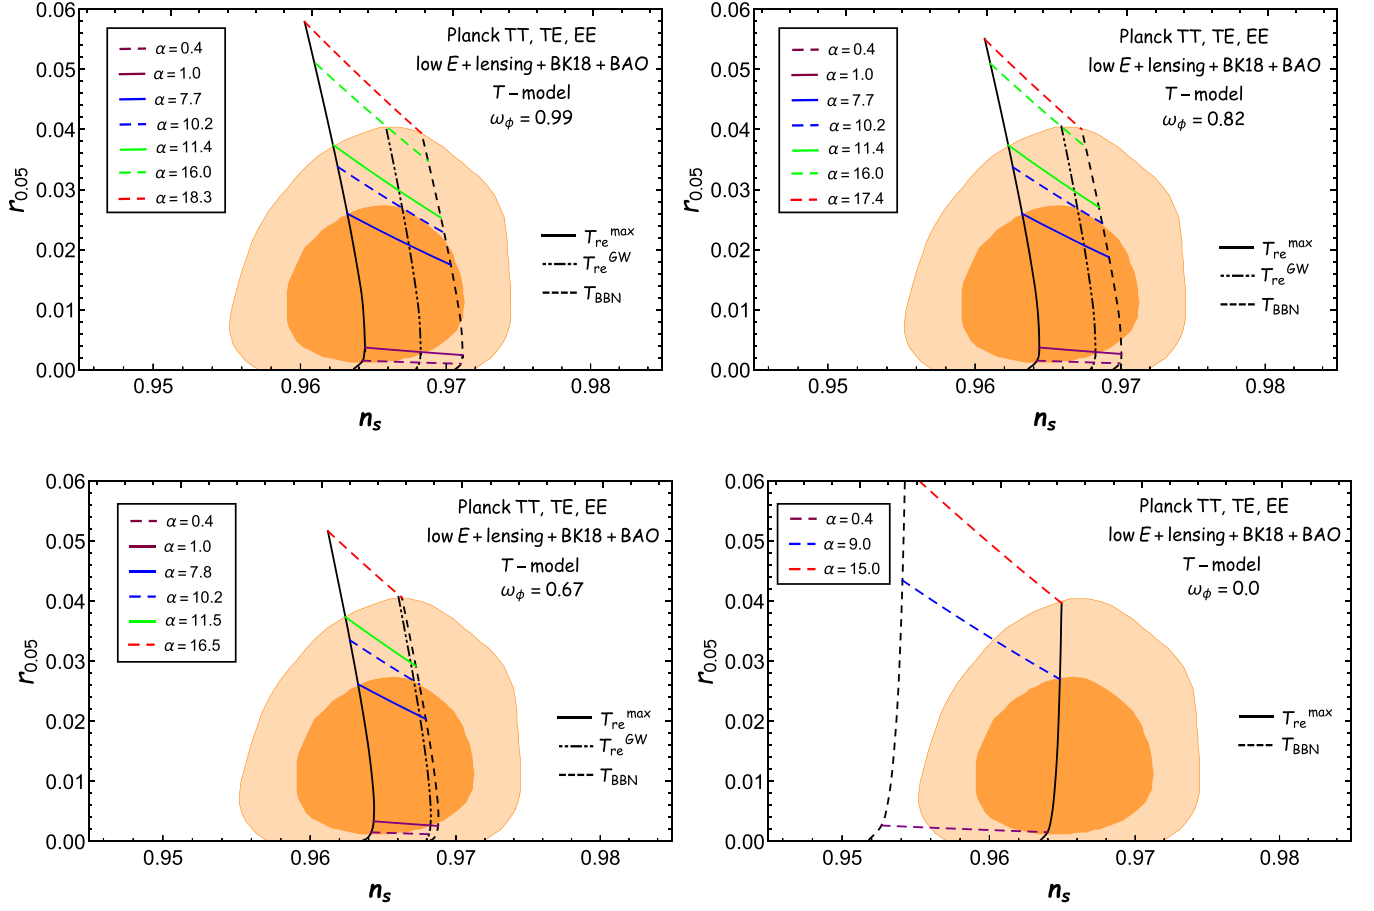 0.06
0.05
0.04
0.03
0.02
0.01
0.00
r0.05
α=0.4
α=1.0
α=7.7
α=10.2
α=11.4
α=16.0
α=18.3
Planck TT, TE, EE
low E+lensing+BK18+BAO
T-model
ωϕ=0.99
Tre^max
Tre^GW
TBBN
0.95
0.96
0.97
0.98
ns
0.06
0.05
0.04
0.03
0.02
0.01
0.00
r0.05
α=0.4
α=1.0
α=7.7
α=10.2
α=11.4
α=16.0
α=17.4
Planck TT, TE, EE
low E+lensing+BK18+BAO
T-model
ωϕ=0.82
Tre^max
Tre^GW
TBBN
0.95
0.96
0.97
0.98
ns
0.06
0.05
0.04
0.03
0.02
0.01
0.00
r0.05
α=0.4
α=1.0
α=7.8
α=10.2
α=11.5
α=16.5
Planck TT, TE, EE
low E+lensing+BK18+BAO
T-model
ωϕ=0.67
Tre^max
Tre^GW
TBBN
0.95
0.96
0.97
0.98
ns
0.06
0.05
0.04
0.03
0.02
0.01
0.00
r0.05
α=0.4
α=9.0
α=15.0
Planck TT, TE, EE
low E+lensing+BK18+BAO
T-model
ωϕ=0.0
Tre^max
TBBN
0.95
0.96
0.97
0.98
ns